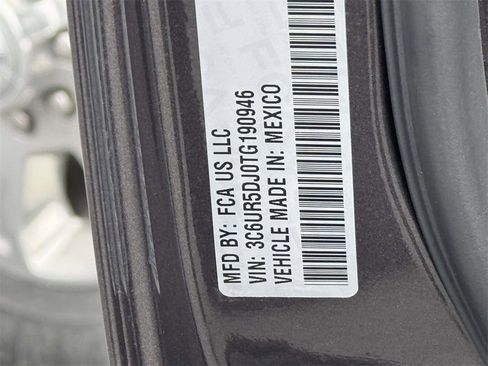 MFD BY: FCA US LLC
VIN: 3C6UR5DJ0TG190946
VEHICLE MADE IN: MEXICO